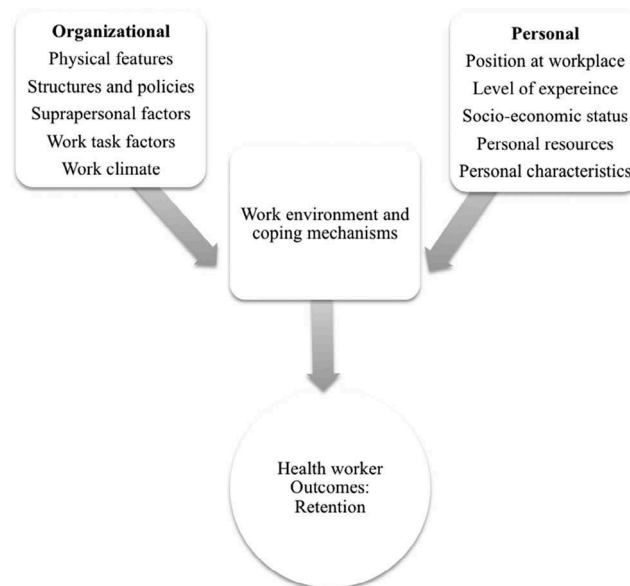 Organizational
Physical features
Structures and policies
Suprapersonal factors
Work task factors
Work climate
Personal
Position at workplace
Level of expereince
Socio-economic status
Personal resources
Personal characteristics
Work environment and
coping mechanisms
Health worker
Outcomes:
Retention